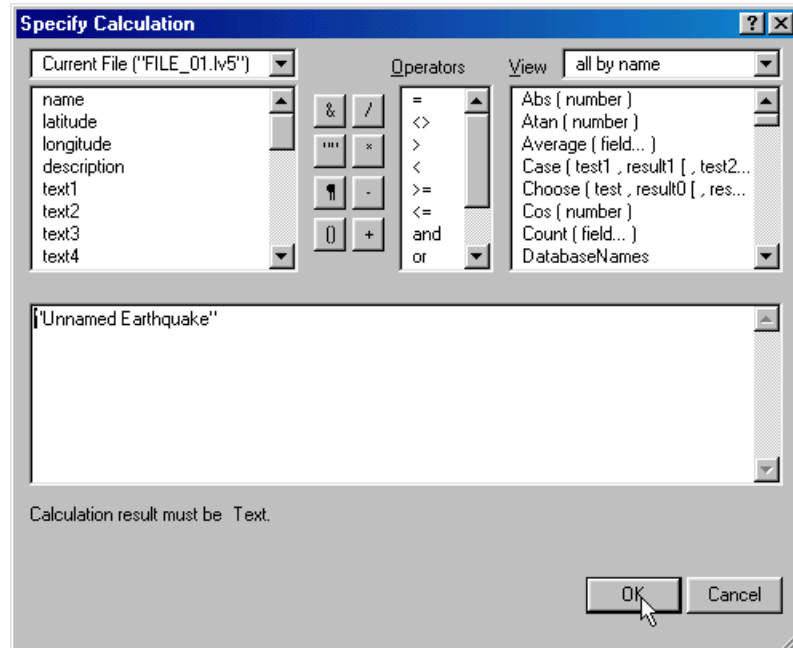 Specify Calculation
Current File ("FILE_01.lv5")
Operators
View
all by name
name
latitude
longitude
description
text1
text2
text3
text4
&
/
""
*
¶
-
()
+
=
<>
>
<
>=
<=
and
or
Abs ( number )
Atan ( number )
Average ( field... )
Case ( test1 , result1 [ , test2...
Choose ( test , result0 [ , res...
Cos ( number )
Count ( field... )
DatabaseNames
"Unnamed Earthquake"
Calculation result must be Text.
OK
Cancel